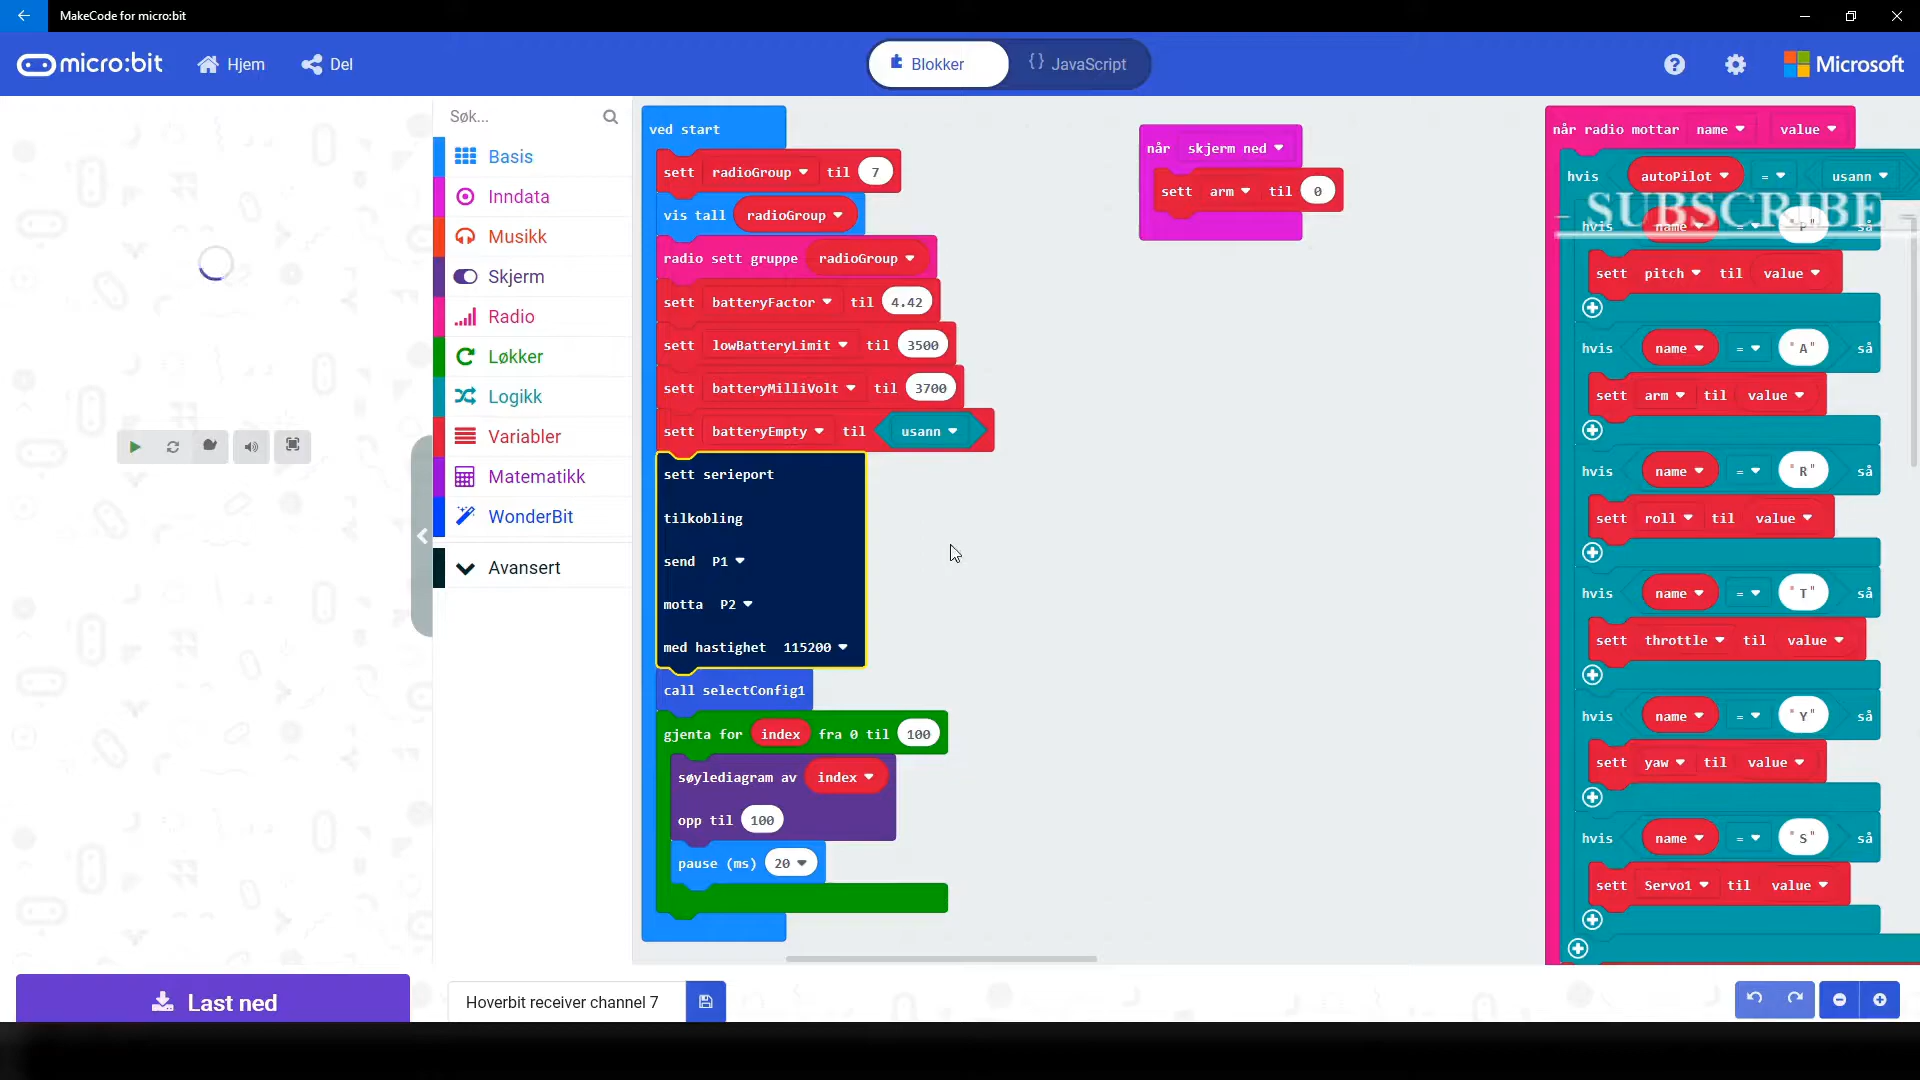 MakeCode for micro:bit
micro:bit
Hjem
Del
Blokker
{} JavaScript
?
Microsoft
Søk...
Basis
Inndata
Musikk
Skjerm
Radio
Løkker
Logikk
Variabler
Matematikk
WonderBit
Avansert
ved start
sett radioGroup til 7
vis tall radioGroup
radio sett gruppe radioGroup
sett batteryFactor til 4.42
sett lowBatteryLimit til 3500
sett batteryMilliVolt til 3700
sett batteryEmpty til usann
sett serieport
tilkobling
send P1
motta P2
med hastighet 115200
call selectConfig1
gjenta for index fra 0 til 100
søylediagram av index
opp til 100
pause (ms) 20
når skjerm ned
sett arm til 0
når radio mottar name value
hvis autoPilot = usann
SUBSCRIBE
hvis name = "P" så
sett pitch til value
hvis name = "A" så
sett arm til value
hvis name = "R" så
sett roll til value
hvis name = "T" så
sett throttle til value
hvis name = "Y" så
sett yaw til value
hvis name = "S" så
sett Servo1 til value
Last ned
Hoverbit receiver channel 7